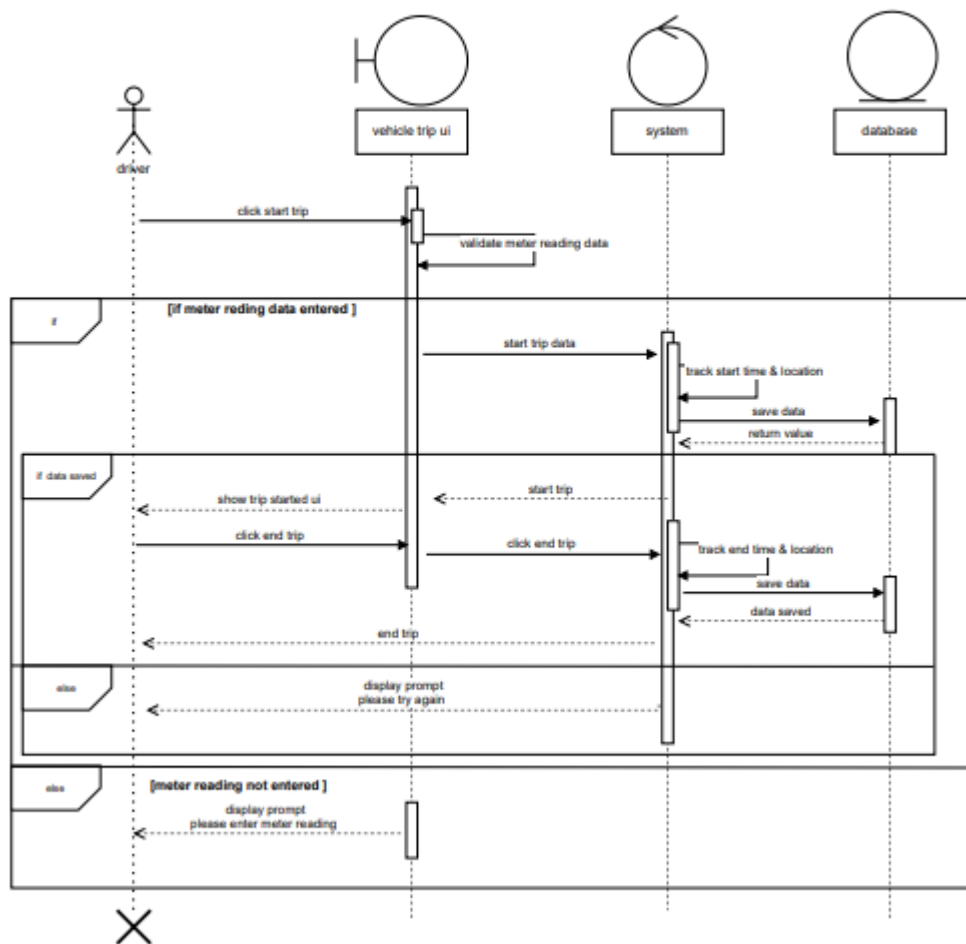 vehicle trip ui
system
database
driver
click start trip
validate meter reading data
if
[if meter reding data entered ]
start trip data
track start time & location
save data
return value
if data saved
start trip
show trip started ui
click end trip
click end trip
track end time & location
save data
data saved
end trip
else
display prompt
please try again
else
[meter reading not entered ]
display prompt
please enter meter reading